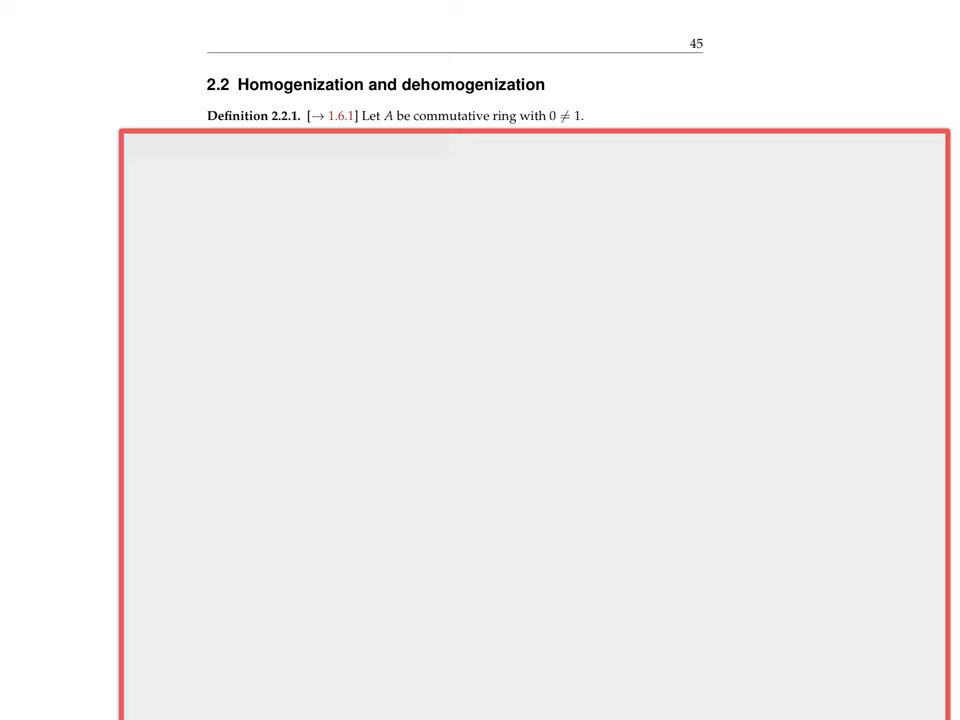 45
2.2 Homogenization and dehomogenization
Definition 2.2.1. [→ 1.6.1] Let A be commutative ring with 0 ≠ 1.